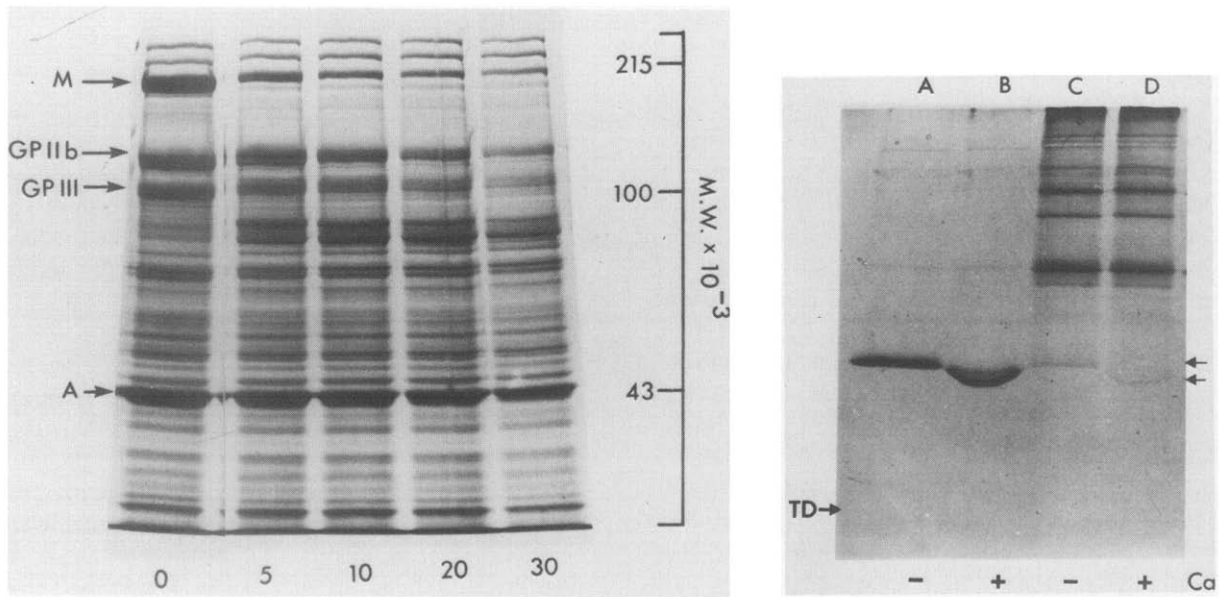 M
GP IIb
GP III
A
215
100
43
M.W. × 10⁻³
0 5 10 20 30
A B C D
TD
− + − + Ca